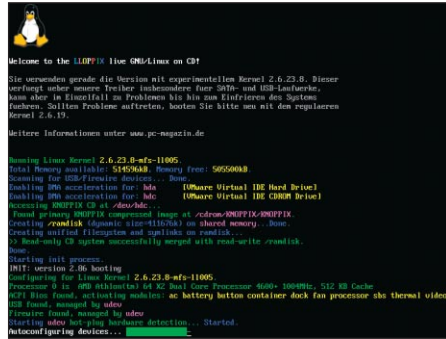 Welcome to the LLOPPIX live GNU/Linux on CD!
Sie verwenden gerade die Version mit experimentellem Kernel 2.6.23.8. Dieser
verfuegt ueber neuere Treiber insbesondere fuer SATA- und USB-Laufwerke,
kann aber im Einzelfall zu Problemen bis hin zum Einfrieren des Systems
fuehren. Sollten Probleme auftreten, booten Sie bitte neu mit dem regulaeren
Kernel 2.6.19.
Weitere Informationen unter www.pc-magazin.de
Running Linux Kernel 2.6.23.8-mfs-11005.
Total Memory available: 514596kB, Memory free: 505500kB.
Scanning for USB/Firewire devices... Done.
Enabling DMA acceleration for: hda [VMware Virtual IDE Hard Drive]
Enabling DMA acceleration for: hdc [VMware Virtual IDE CDROM Drive]
Accessing KNOPPIX CD at /dev/hdc...
Found primary KNOPPIX compressed image at /cdrom/KNOPPIX/KNOPPIX.
Creating /ramdisk (dynamic size=411676k) on shared memory...Done.
Creating unified filesystem and symlinks on ramdisk...
>> Read-only CD system successfully merged with read-write /ramdisk.
Done.
Starting init process.
INIT: version 2.86 booting
Configuring for Linux Kernel 2.6.23.8-mfs-11005.
Processor 0 is AMD Athlon(tm) 64 X2 Dual Core Processor 4600+ 1004MHz, 512 KB Cache
ACPI Bios found, activating modules: ac battery button container dock fan processor sbs thermal video
USB found, managed by udev
Firewire found, managed by udev
Starting udev hot-plug hardware detection... Started.
Autoconfiguring devices...